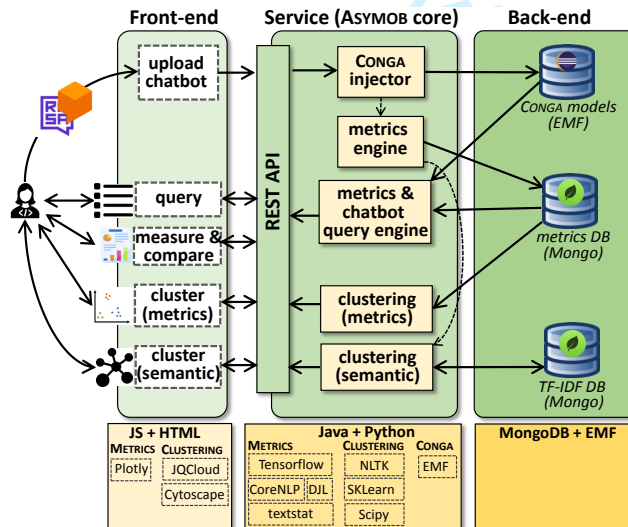 Front-end
Service (ASYMOB core)
Back-end
upload
chatbot
CONGA
injector
CONGA models
(EMF)
RSA
metrics
engine
REST API
query
metrics &
chatbot
query engine
measure &
compare
metrics DB
(Mongo)
cluster
(metrics)
clustering
(metrics)
cluster
(semantic)
clustering
(semantic)
TF-IDF DB
(Mongo)
JS + HTML
METRICS
CLUSTERING
Plotly
JQCloud
Cytoscape
Java + Python
METRICS
CLUSTERING
CONGA
Tensorflow
NLTK
EMF
CoreNLP
DJL
SKLearn
textstat
Scipy
MongoDB + EMF